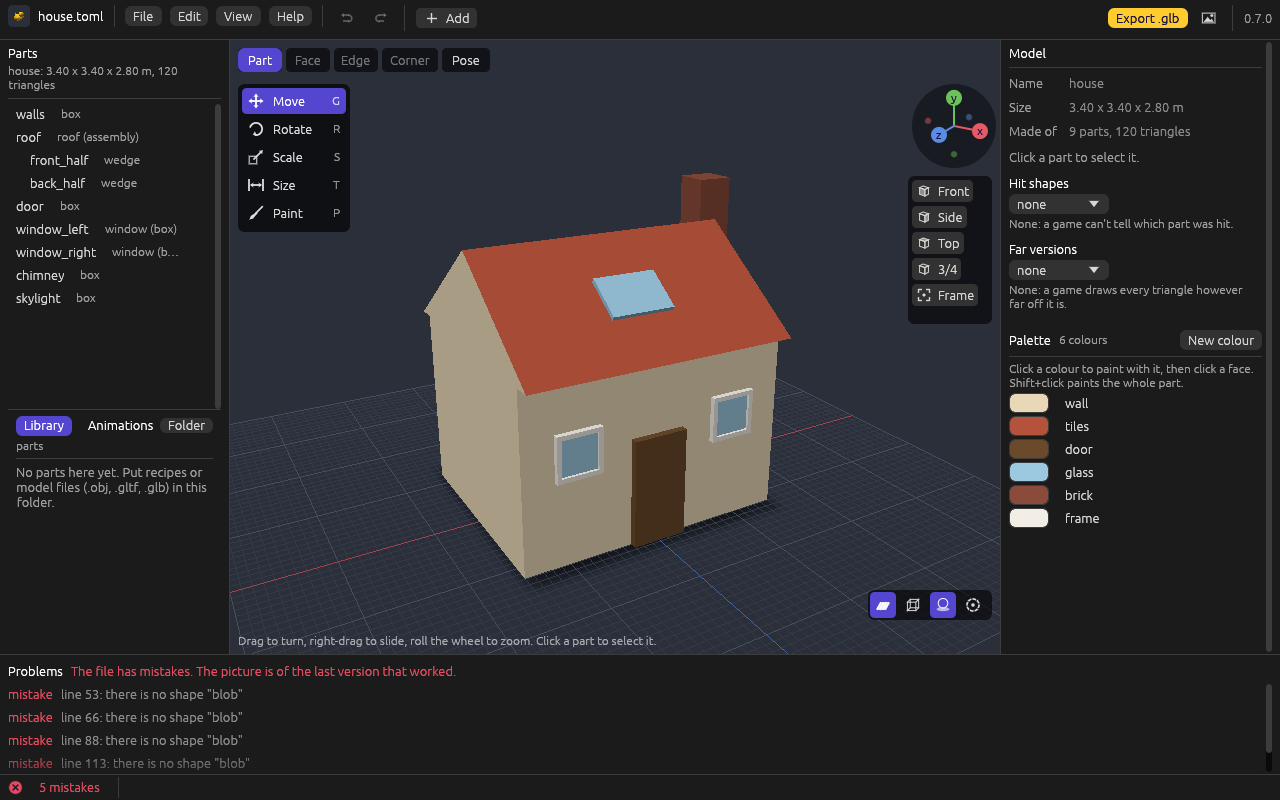 house.toml File Edit View Help + Add Export .glb 0.7.0
Parts
house: 3.40 x 3.40 x 2.80 m, 120
triangles
walls box
roof roof (assembly)
front_half wedge
back_half wedge
door box
window_left window (box)
window_right window (b...
chimney box
skylight box
Library Animations Folder
parts
No parts here yet. Put recipes or
model files (.obj, .gltf, .glb) in this
folder.
Part Face Edge Corner Pose
Move G
Rotate R
Scale S
Size T
Paint P
y
x
z
Front
Side
Top
3/4
Frame
Drag to turn, right-drag to slide, roll the wheel to zoom. Click a part to select it.
Model
Name house
Size 3.40 x 3.40 x 2.80 m
Made of 9 parts, 120 triangles
Click a part to select it.
Hit shapes
none
None: a game can't tell which part was hit.
Far versions
none
None: a game draws every triangle however
far off it is.
Palette 6 colours New colour
Click a colour to paint with it, then click a face.
Shift+click paints the whole part.
wall
tiles
door
glass
brick
frame
Problems The file has mistakes. The picture is of the last version that worked.
mistake line 53: there is no shape "blob"
mistake line 66: there is no shape "blob"
mistake line 88: there is no shape "blob"
mistake line 113: there is no shape "blob"
5 mistakes